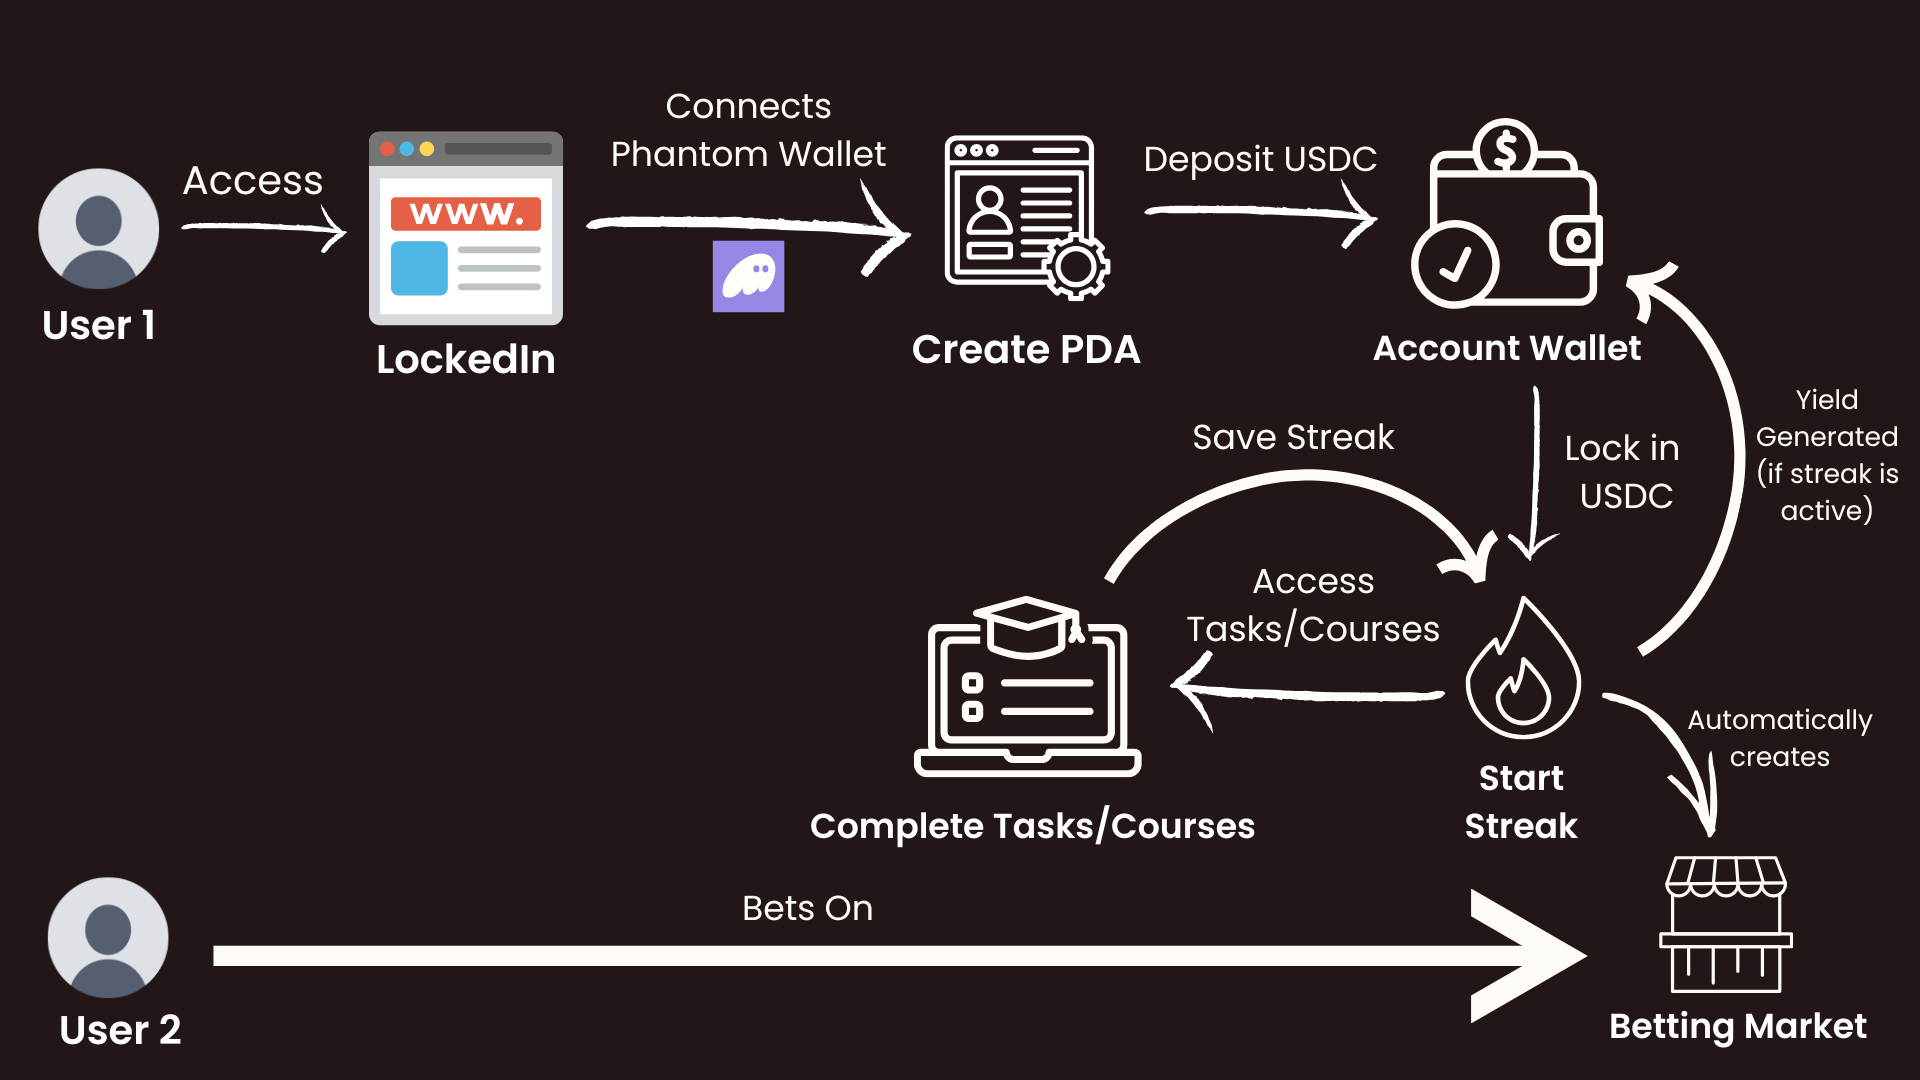 Access
User 1
www.
LockedIn
Connects
Phantom Wallet
Create PDA
Deposit USDC
$
Account Wallet
Yield
Generated
(if streak is
active)
Lock in
USDC
Save Streak
Access
Tasks/Courses
Complete Tasks/Courses
Start
Streak
Automatically
creates
Bets On
User 2
Betting Market